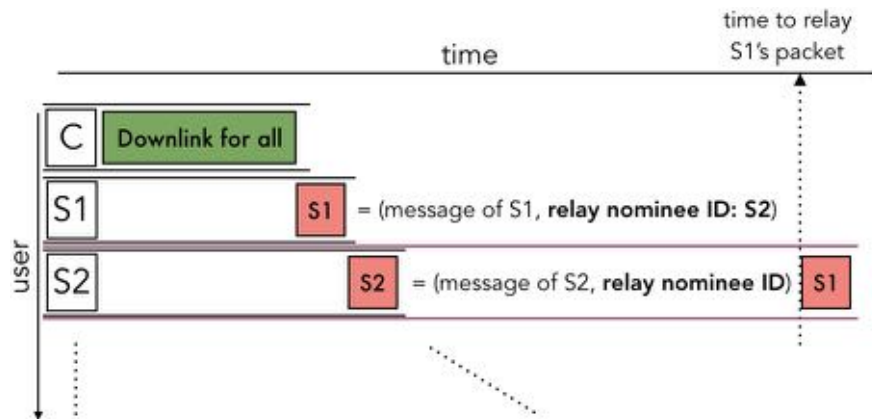 time to relay
S1's packet
time
user
C Downlink for all
S1 S1 = (message of S1, relay nominee ID: S2)
S2 S2 = (message of S2, relay nominee ID) S1